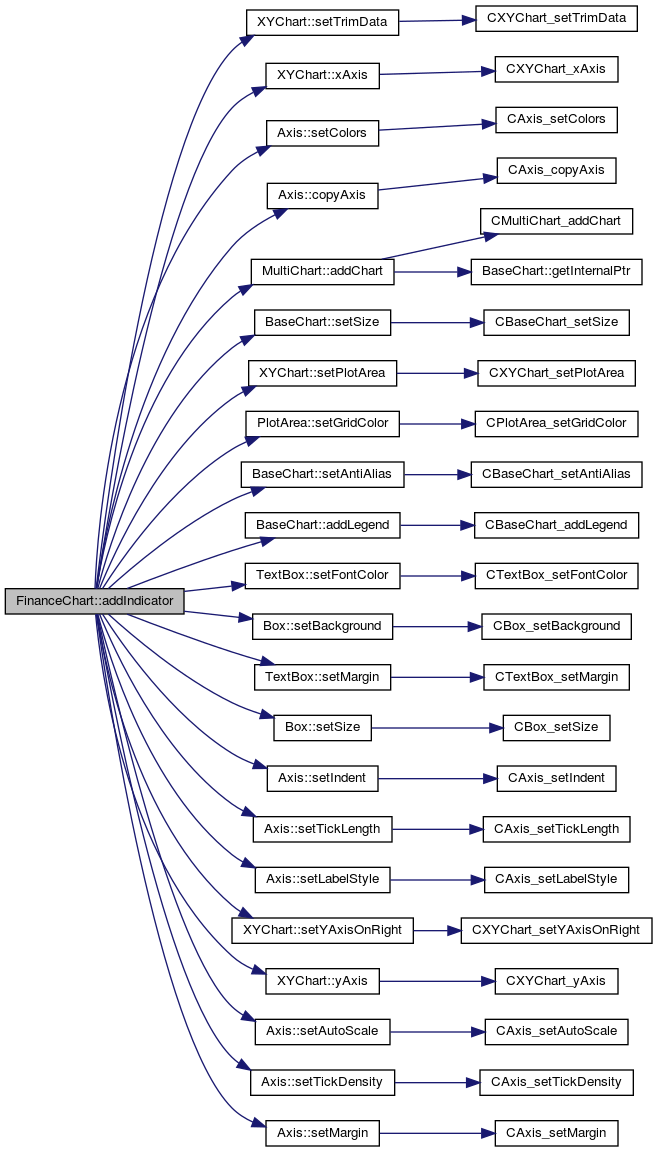 XYChart::setTrimData
CXYChart_setTrimData
XYChart::xAxis
CXYChart_xAxis
Axis::setColors
CAxis_setColors
Axis::copyAxis
CAxis_copyAxis
CMultiChart_addChart
MultiChart::addChart
BaseChart::getInternalPtr
BaseChart::setSize
CBaseChart_setSize
XYChart::setPlotArea
CXYChart_setPlotArea
PlotArea::setGridColor
CPlotArea_setGridColor
BaseChart::setAntiAlias
CBaseChart_setAntiAlias
BaseChart::addLegend
CBaseChart_addLegend
TextBox::setFontColor
CTextBox_setFontColor
FinanceChart::addIndicator
Box::setBackground
CBox_setBackground
TextBox::setMargin
CTextBox_setMargin
Box::setSize
CBox_setSize
Axis::setIndent
CAxis_setIndent
Axis::setTickLength
CAxis_setTickLength
Axis::setLabelStyle
CAxis_setLabelStyle
XYChart::setYAxisOnRight
CXYChart_setYAxisOnRight
XYChart::yAxis
CXYChart_yAxis
Axis::setAutoScale
CAxis_setAutoScale
Axis::setTickDensity
CAxis_setTickDensity
Axis::setMargin
CAxis_setMargin